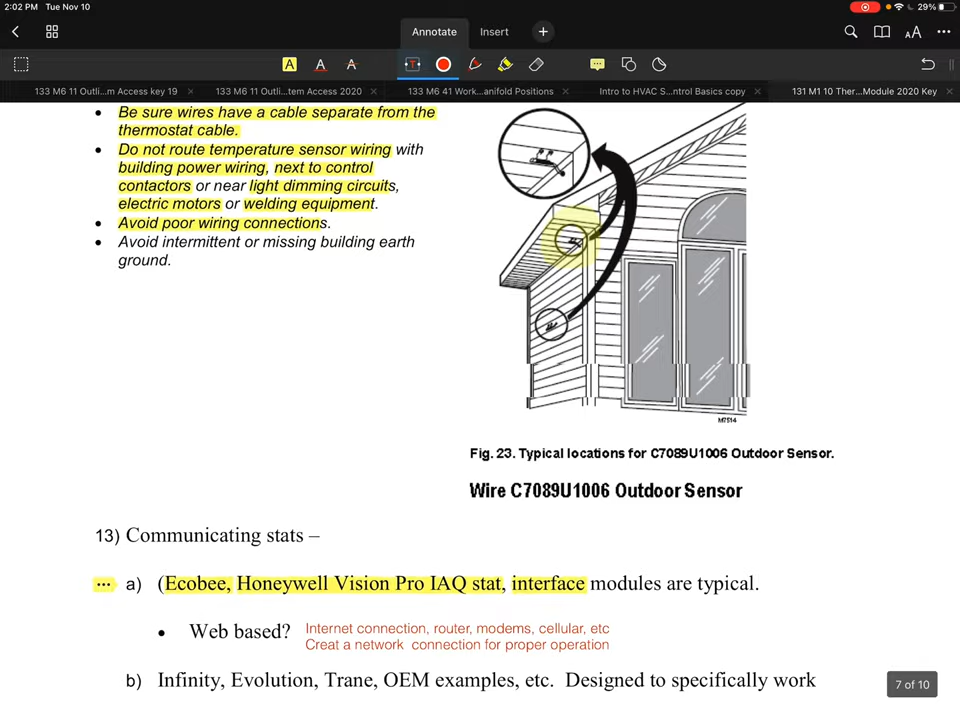 2:02 PM Tue Nov 10
29%
Annotate
Insert
AA
A A A T
133 M6 11 Outli...m Access key 19
133 M6 11 Outli...tem Access 2020
133 M6 41 Work...anifold Positions
Intro to HVAC S...ntrol Basics copy
131 M1 10 Ther...Module 2020 Key
• Be sure wires have a cable separate from the
thermostat cable.
• Do not route temperature sensor wiring with
building power wiring, next to control
contactors or near light dimming circuits,
electric motors or welding equipment.
• Avoid poor wiring connections.
• Avoid intermittent or missing building earth
ground.
M7514
Fig. 23. Typical locations for C7089U1006 Outdoor Sensor.
Wire C7089U1006 Outdoor Sensor
13) Communicating stats –
a) (Ecobee, Honeywell Vision Pro IAQ stat, interface modules are typical.
• Web based? Internet connection, router, modems, cellular, etc
Creat a network connection for proper operation
b) Infinity, Evolution, Trane, OEM examples, etc. Designed to specifically work
7 of 10